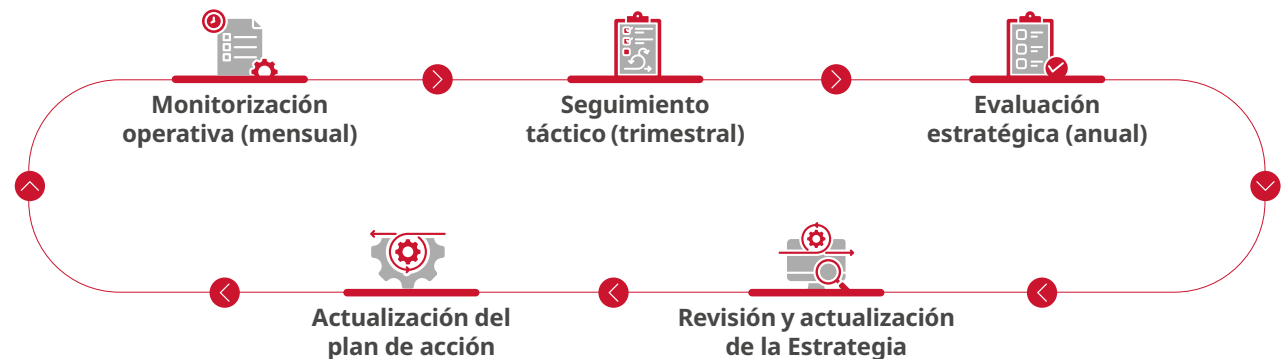 Monitorización
operativa (mensual)
Seguimiento
táctico (trimestral)
Evaluación
estratégica (anual)
Actualización del
plan de acción
Revisión y actualización
de la Estrategia